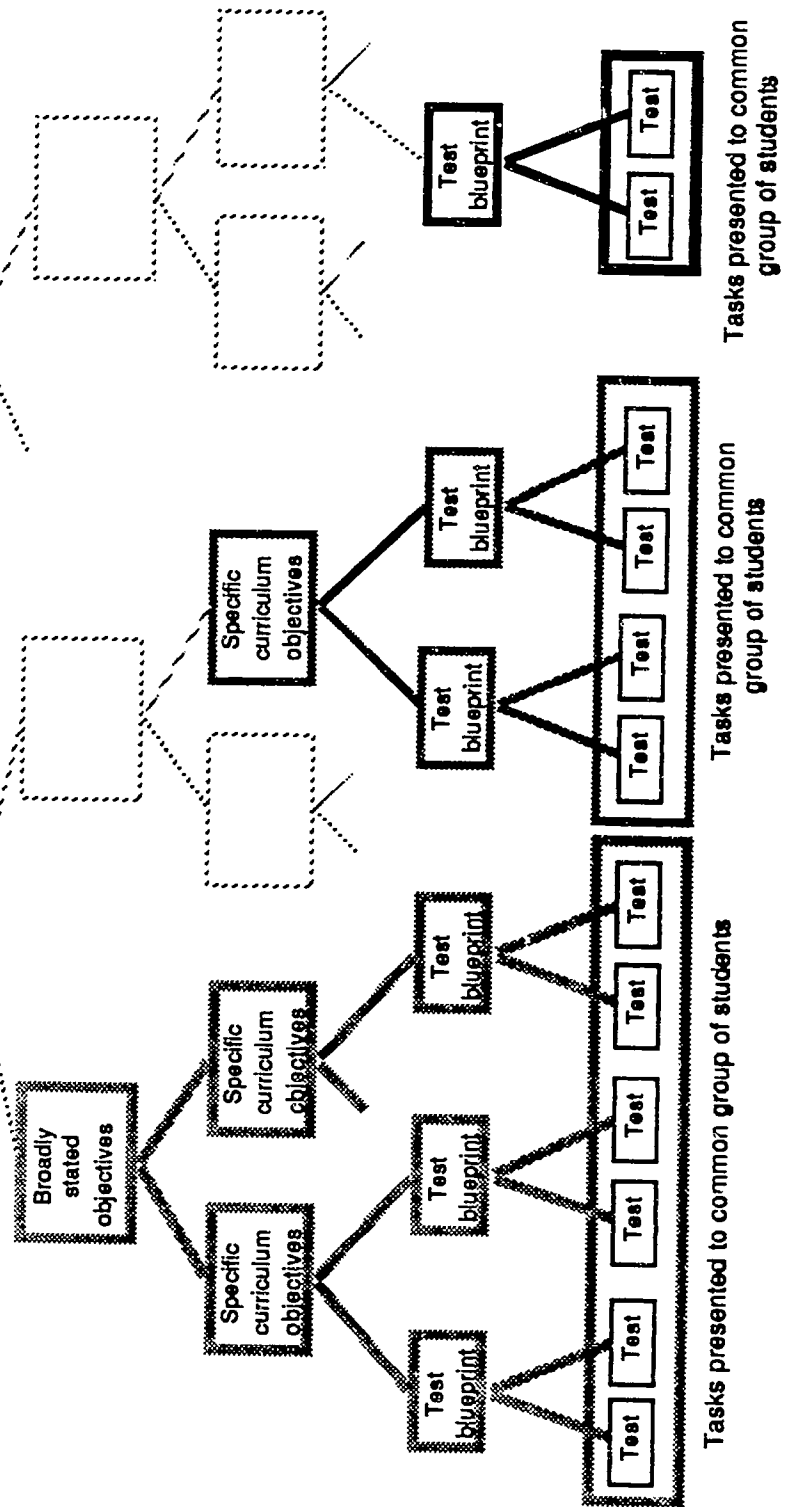 Broadly
stated
objectives
Specific
curriculum
objectives
Specific
curriculum
objectives
Specific
curriculum
objectives
Test
blueprint
Test
blueprint
Test
blueprint
Test
blueprint
Test
blueprint
Test
blueprint
Test
Test
Test
Test
Test
Test
Test
Test
Test
Test
Test
Test
Tasks presented to common group of students
Tasks presented to common
group of students
Tasks presented to common
group of students